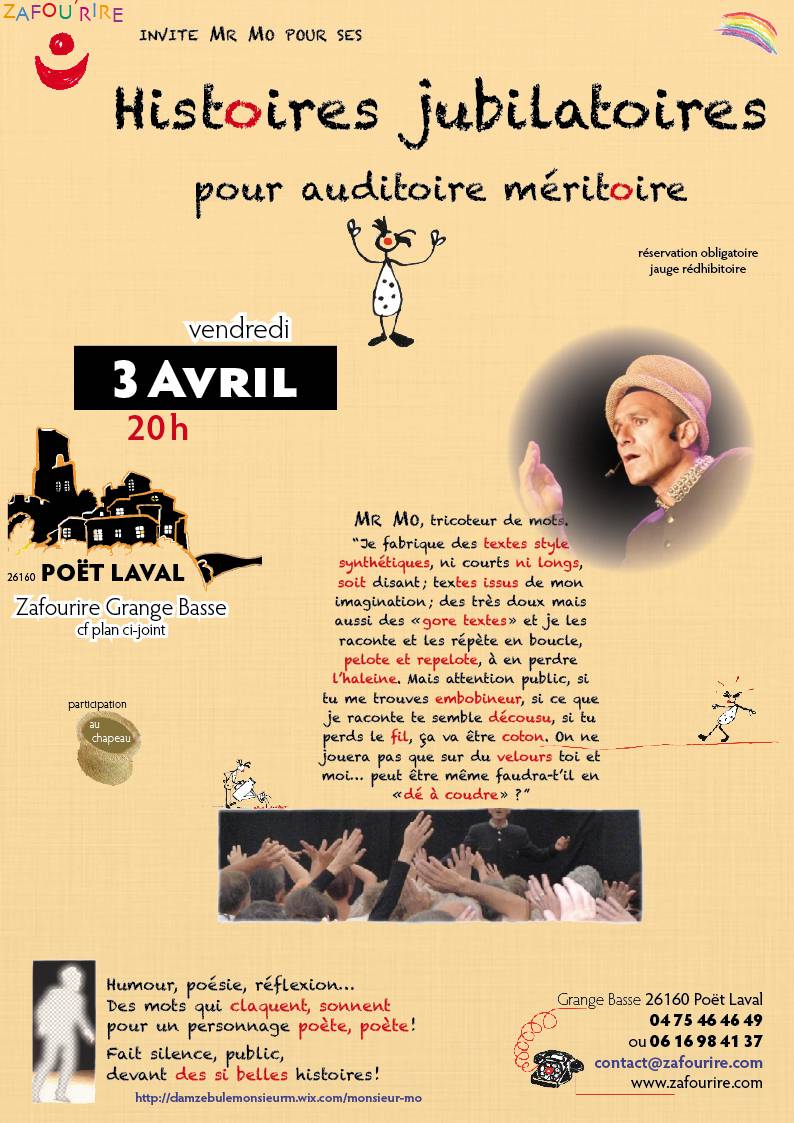 ZAFOU'RIRE
INVITE MR MO POUR SES
Histoires jubilatoires
pour auditoire méritoire
réservation obligatoire
jauge rédhibitoire
vendredi
3 AVRIL
20h
26160 POËT LAVAL
Zafourire Grange Basse
cf plan ci-joint
participation
au
chapeau
MR MO, tricoteur de mots.
“Je fabrique des textes style
synthétiques, ni courts ni longs,
soit disant; textes issus de mon
imagination; des très doux mais
aussi des «gore textes» et je les
raconte et les répète en boucle,
pelote et repelote, à en perdre
l'haleine. Mais attention public, si
tu me trouves embobineur, si ce que
je raconte te semble décousu, si tu
perds le fil, ça va être coton. On ne
jouera pas que sur du velours toi et
moi... peut être même faudra-t'il en
«dé à coudre» ?”
Humour, poésie, réflexion...
Des mots qui claquent, sonnent
pour un personnage poète, poète!
Fait silence, public,
devant des si belles histoires!
http://damzebulemonsieurm.wix.com/monsieur-mo
Grange Basse 26160 Poët Laval
04 75 46 46 49
ou 06 16 98 41 37
contact@zafourire.com
www.zafourire.com